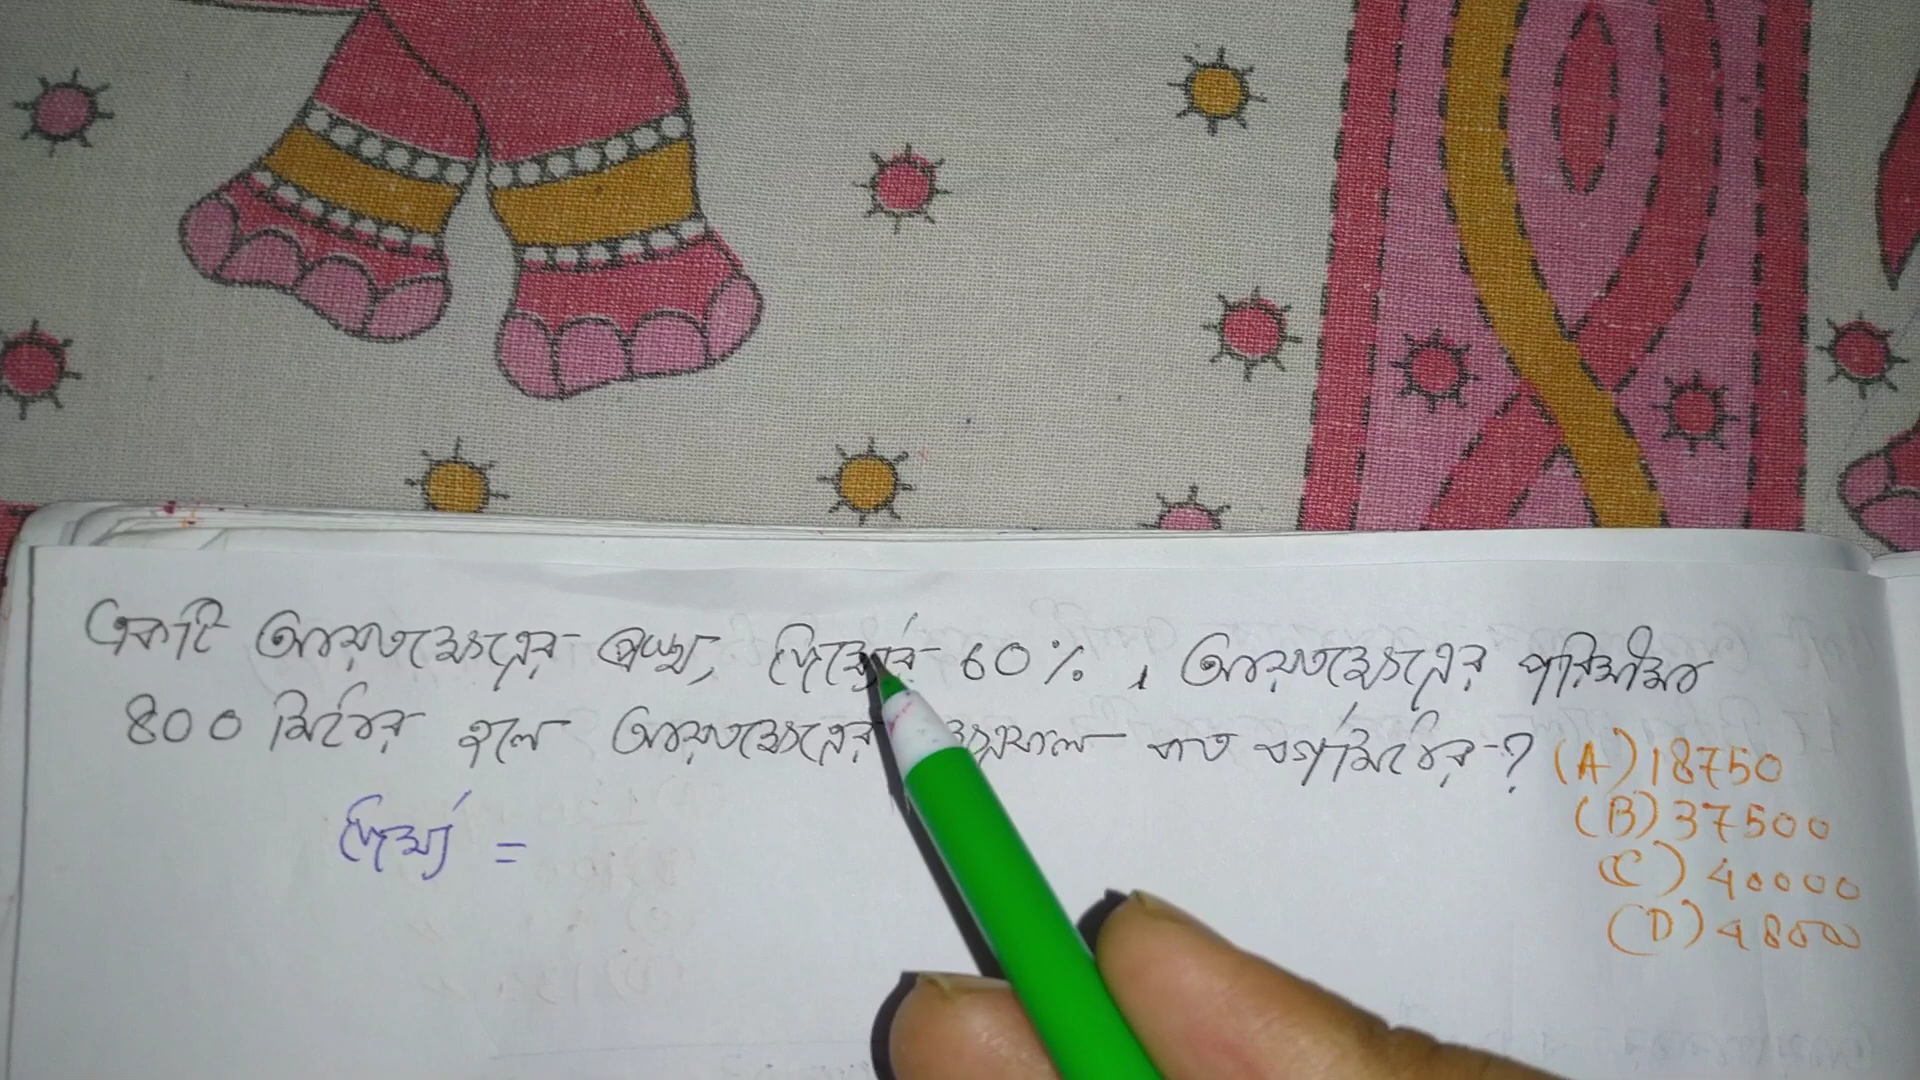 একটি আয়তক্ষেত্রের প্রস্থ, দৈর্ঘ্যের 60% । আয়তক্ষেত্রের পরিসীমা
800 মিটার হলে আয়তক্ষেত্রের ক্ষেত্রফল কত বর্গমিটার ?
(A) 18750
(B) 37500
(C) 40000
(D) 48000
দৈর্ঘ্য =